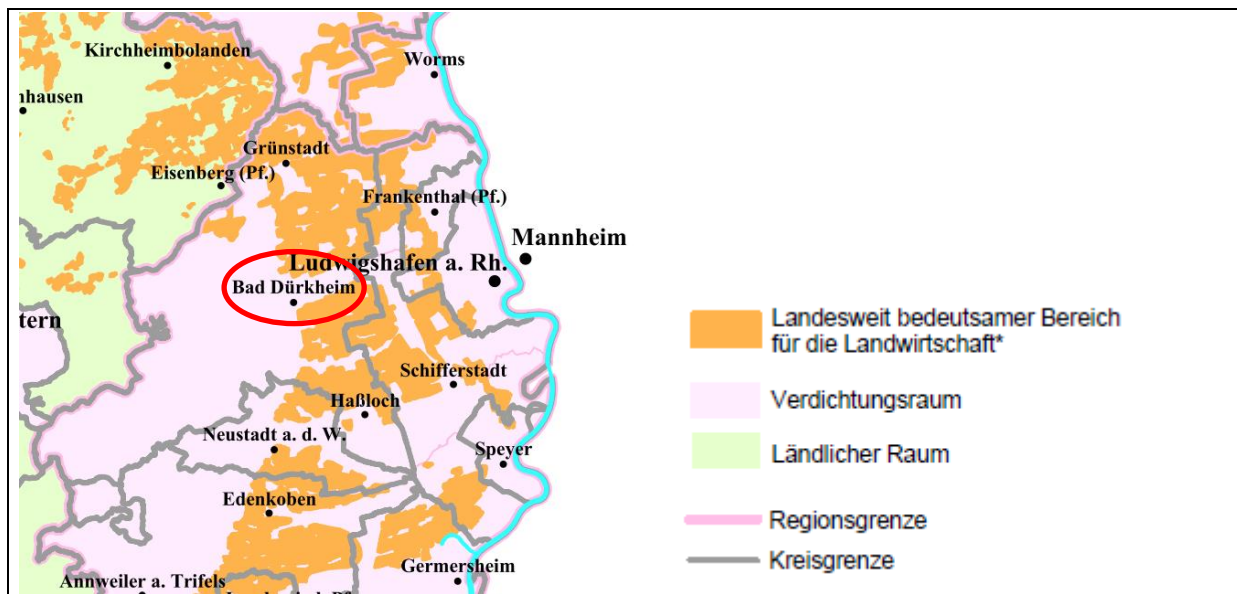 Kirchheimbolanden
Worms
nhausen
Grünstadt
Eisenberg (Pf.)
Frankenthal (Pf.)
Mannheim
Ludwigshafen a. Rh.
Bad Dürkheim
tern
Schifferstadt
Haßloch
Neustadt a. d. W.
Speyer
Edenkoben
Germersheim
Annweiler a. Trifels
Landesweit bedeutsamer Bereich
für die Landwirtschaft*
Verdichtungsraum
Ländlicher Raum
Regionsgrenze
Kreisgrenze